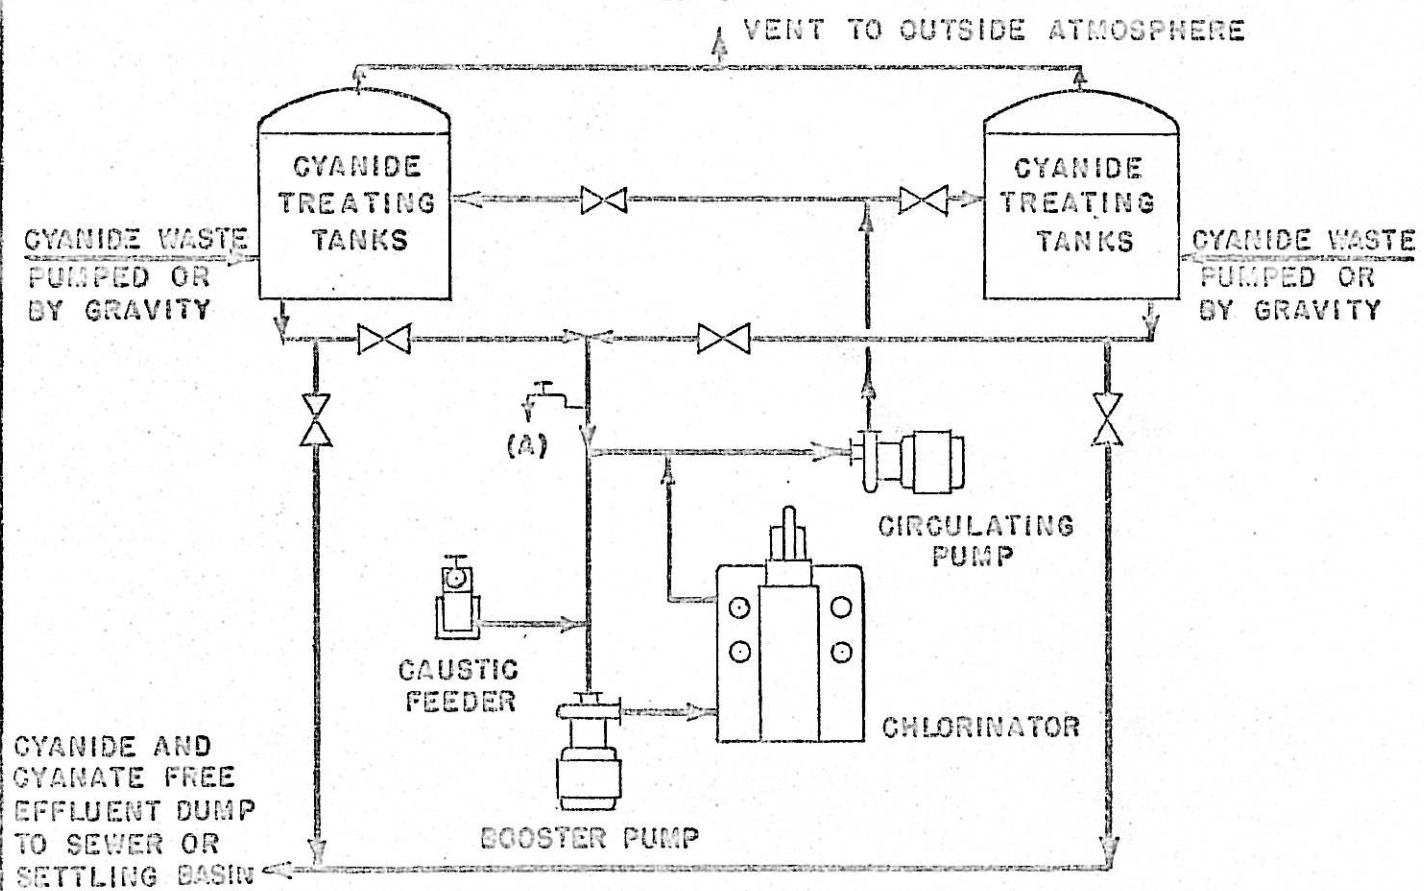 VENT TO OUTSIDE ATMOSPHERE
CYANIDE
TREATING
TANKS
CYANIDE
TREATING
TANKS
CYANIDE WASTE
PUMPED OR
BY GRAVITY
CYANIDE WASTE
PUMPED OR
BY GRAVITY
(A)
CIRCULATING
PUMP
CAUSTIC
FEEDER
CHLORINATOR
BOOSTER PUMP
CYANIDE AND
CYANATE FREE
EFFLUENT DUMP
TO SEWER OR
SETTLING BASIN